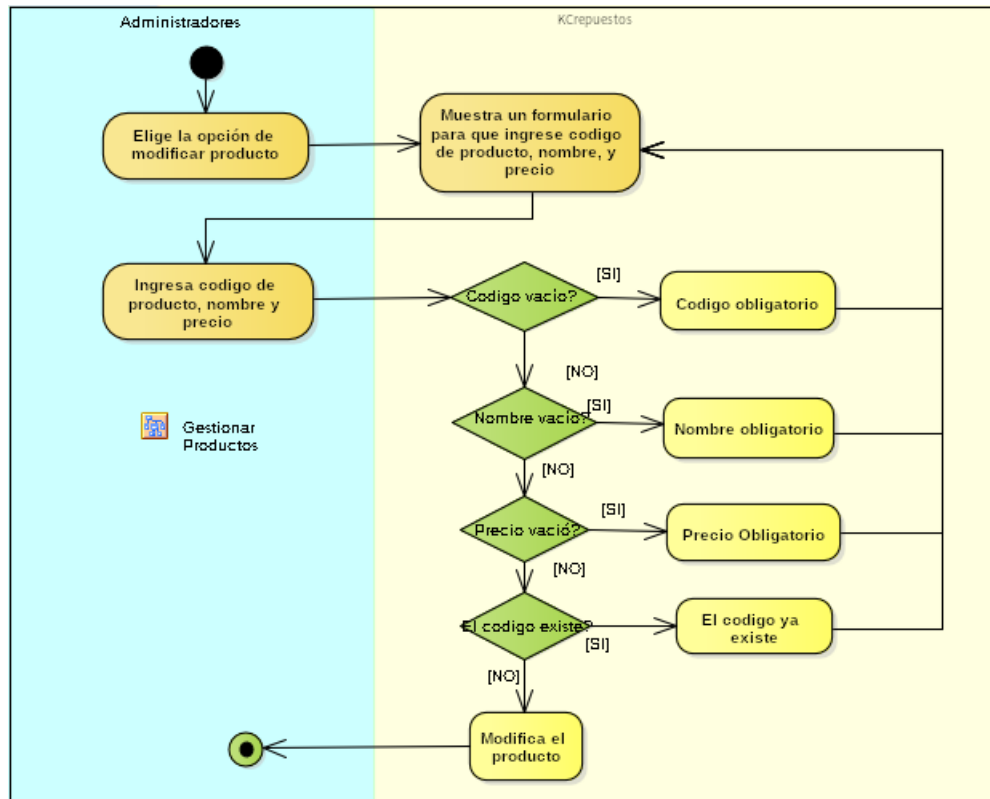 Administradores
KCrepuestos
Elige la opción de
modificar producto
Muestra un formulario
para que ingrese codigo
de producto, nombre, y
precio
Ingresa codigo de
producto, nombre y
precio
Codigo vacio?
[SI]
Codigo obligatorio
[NO]
Nombre vacio?
[SI]
Nombre obligatorio
[NO]
Gestionar
Productos
Precio vació?
[SI]
Precio Obligatorio
[NO]
El codigo existe?
[SI]
El codigo ya
existe
[NO]
Modifica el
producto